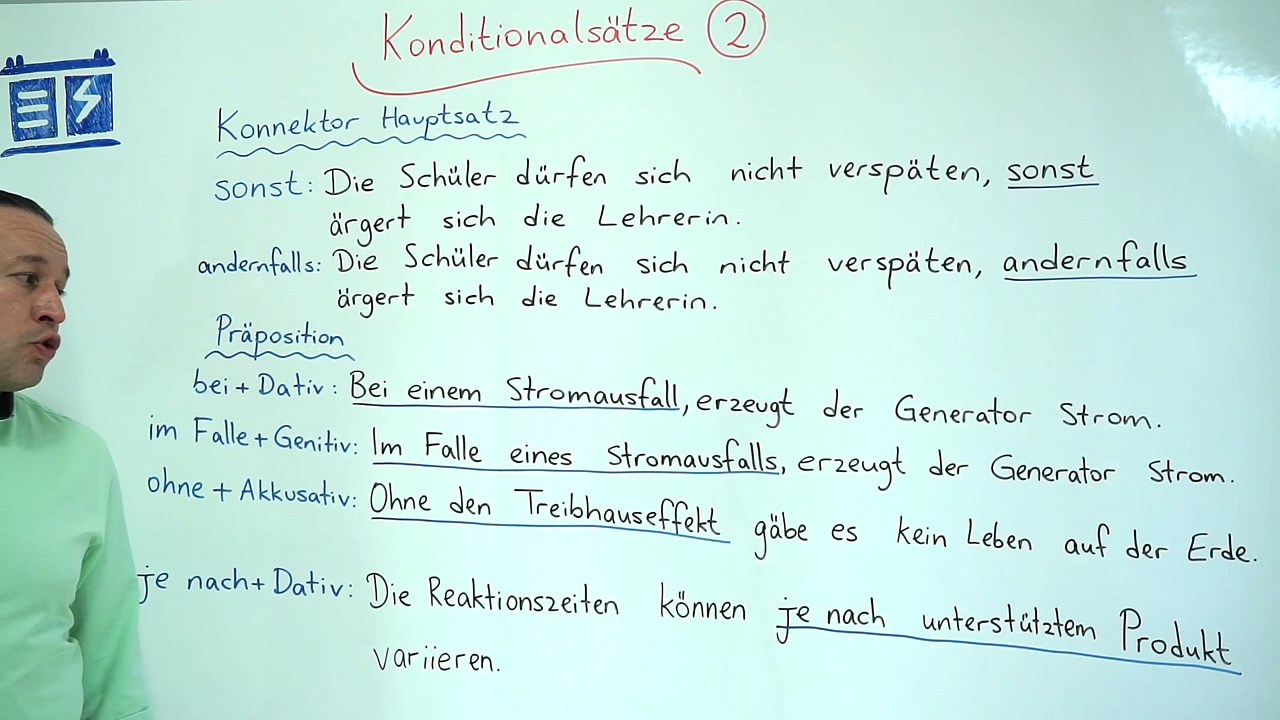 Konditionalsätze 2
Konnektor Hauptsatz
sonst: Die Schüler dürfen sich nicht verspäten, sonst
ärgert sich die Lehrerin.
andernfalls: Die Schüler dürfen sich nicht verspäten, andernfalls
ärgert sich die Lehrerin.
Präposition
bei + Dativ: Bei einem Stromausfall, erzeugt der Generator Strom.
im Falle + Genitiv: Im Falle eines Stromausfalls, erzeugt der Generator Strom.
ohne + Akkusativ: Ohne den Treibhauseffekt gäbe es kein Leben auf der Erde.
je nach + Dativ: Die Reaktionszeiten können je nach unterstütztem Produkt
variieren.